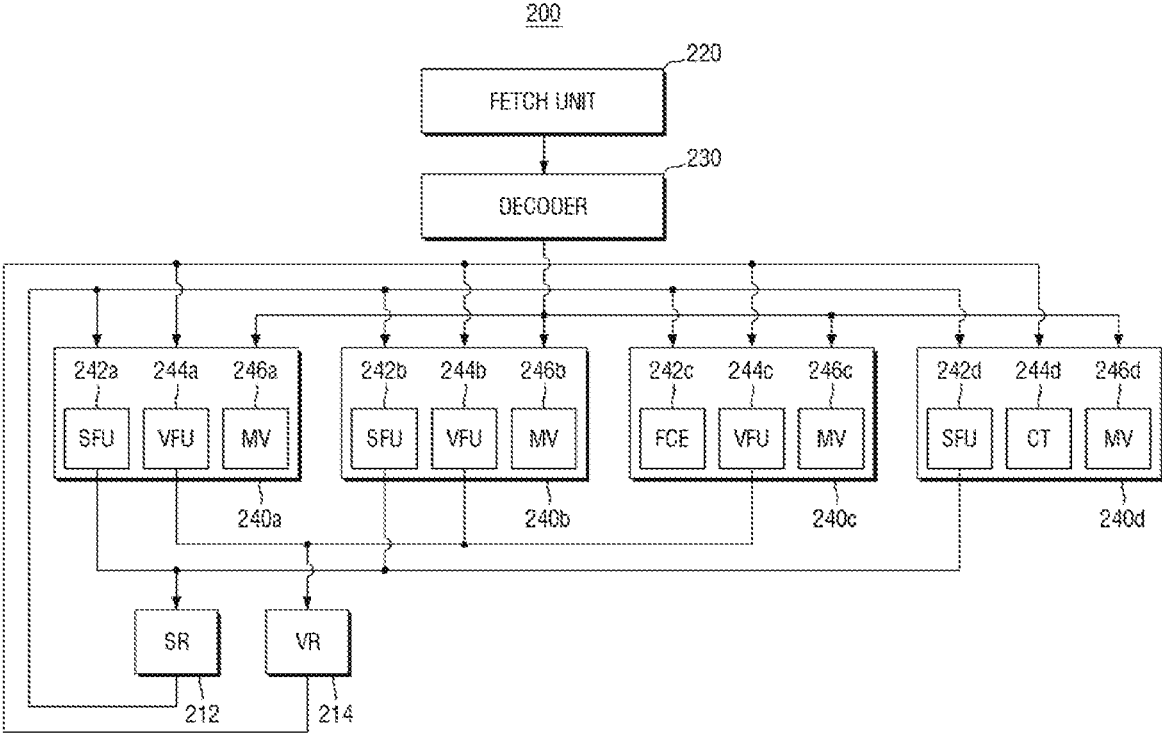 200
220
FETCH UNIT
230
DECODER
242a 244a 246a 242b 244b 246b 242c 244c 246c 242d 244d 246d
SFU VFU MV SFU VFU MV FCE VFU MV SFU CT MV
240a 240b 240c 240d
SR VR
212 214